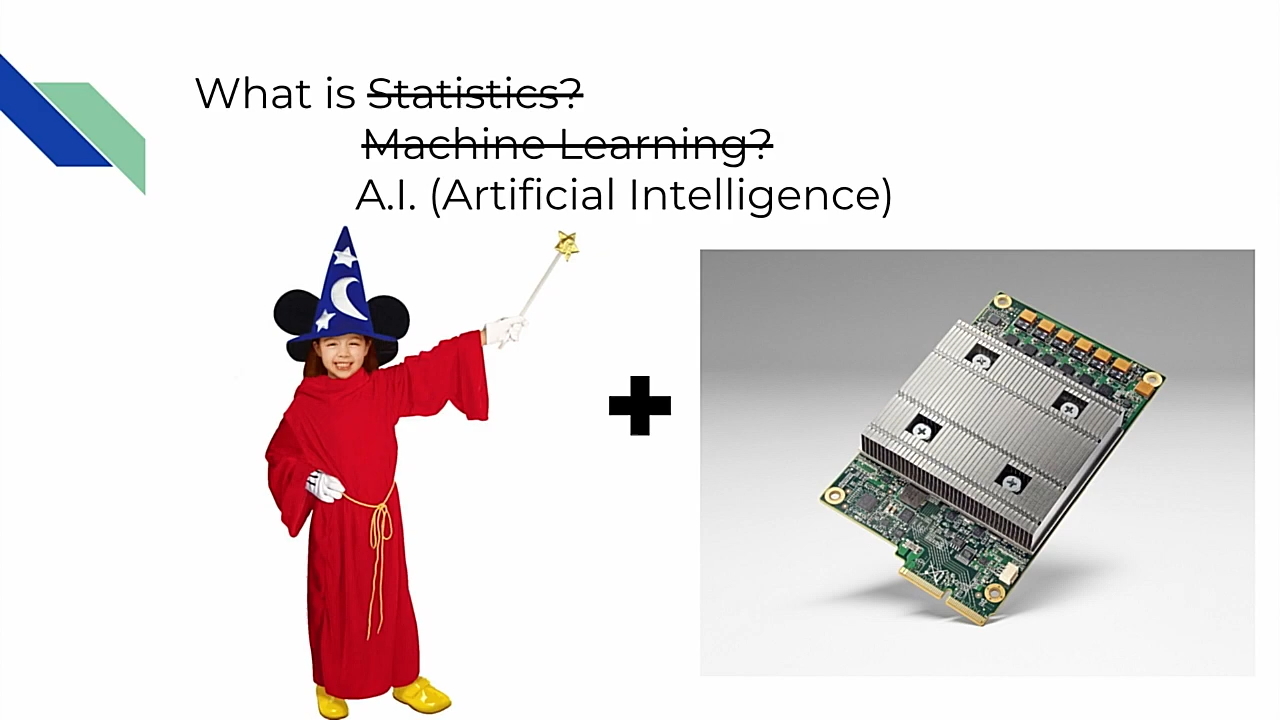 What is Statistics?
Machine Learning?
A.I. (Artificial Intelligence)